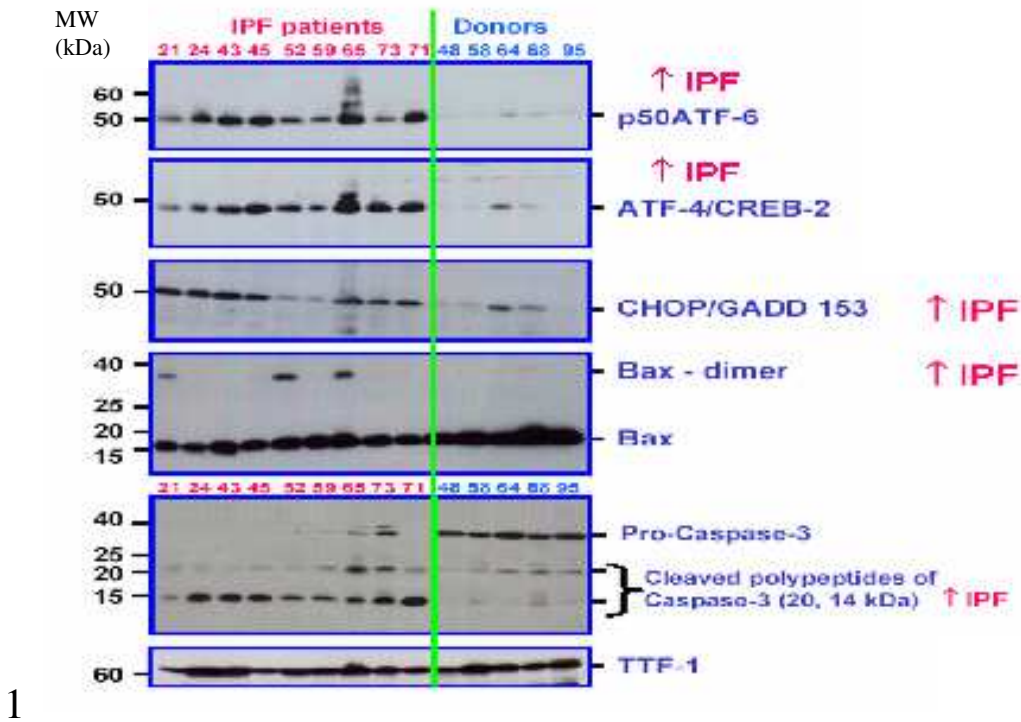 MW
(kDa)
IPF patients Donors
21 24 43 45 52 59 65 73 71 48 58 64 88 95
60
50
↑ IPF
p50ATF-6
50
↑ IPF
ATF-4/CREB-2
50
CHOP/GADD 153 ↑ IPF
40
25
20
15
Bax - dimer ↑ IPF
Bax
21 24 43 45 52 59 65 73 71 48 58 64 88 95
40
25
20
15
Pro-Caspase-3
Cleaved polypeptides of
Caspase-3 (20, 14 kDa) ↑ IPF
60
TTF-1
1